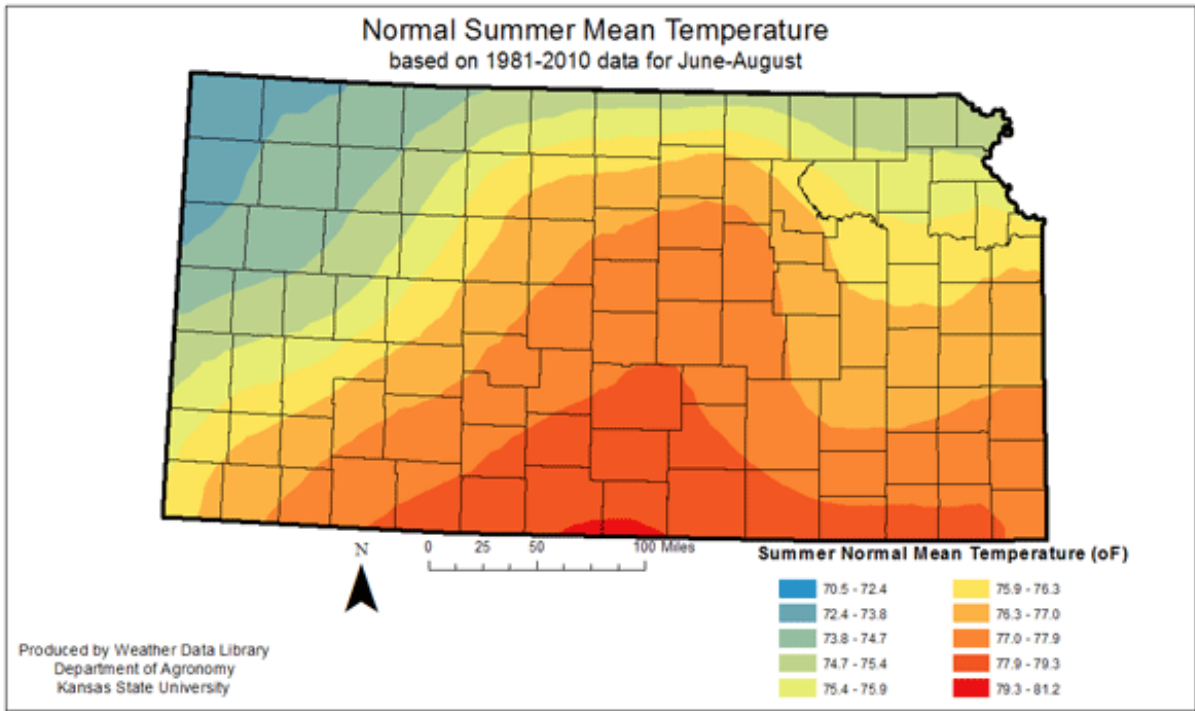 Normal Summer Mean Temperature
based on 1981-2010 data for June-August
N
0 25 50 100 Miles
Summer Normal Mean Temperature (oF)
70.5 - 72.4
72.4 - 73.8
73.8 - 74.7
74.7 - 75.4
75.4 - 75.9
75.9 - 76.3
76.3 - 77.0
77.0 - 77.9
77.9 - 79.3
79.3 - 81.2
Produced by Weather Data Library
Department of Agronomy
Kansas State University